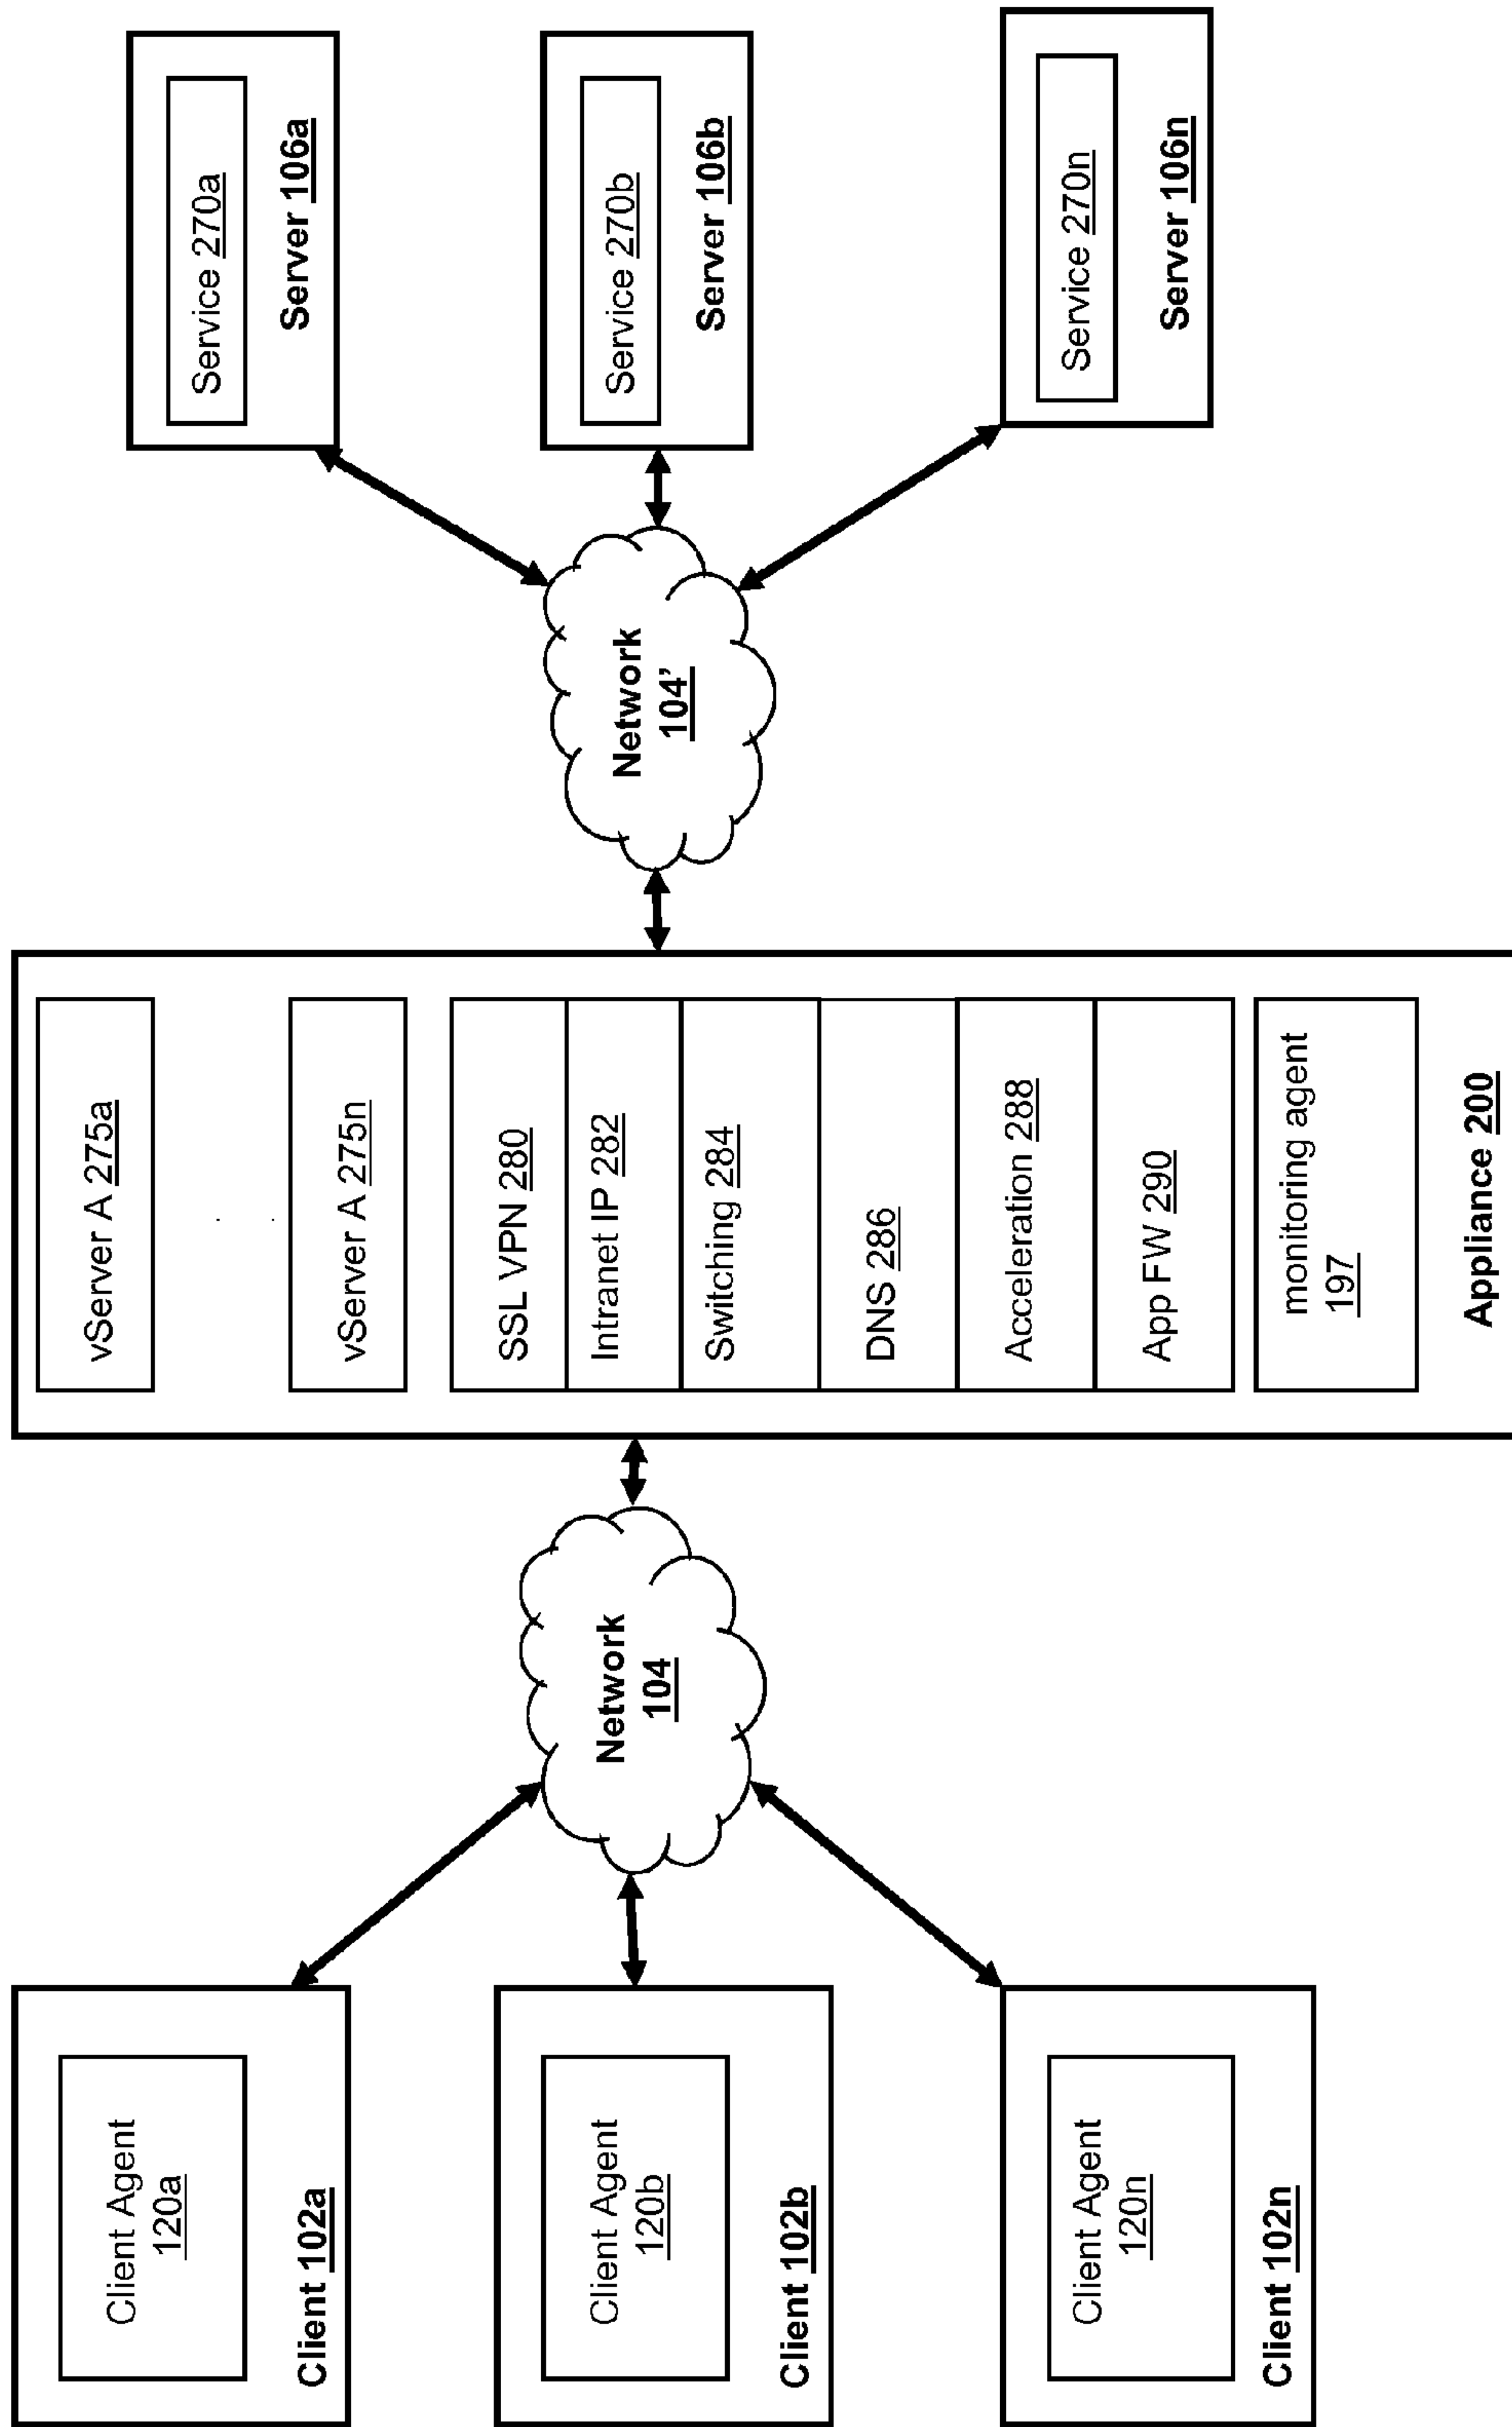 Client Agent
120a
Client 102a
Client Agent
120b
Client 102b
Client Agent
120n
Client 102n
Network
104
vServer A 275a
vServer A 275n
SSL VPN 280
Intranet IP 282
Switching 284
DNS 286
Acceleration 288
App FW 290
monitoring agent
197
Appliance 200
Network
104'
Service 270a
Server 106a
Service 270b
Server 106b
Service 270n
Server 106n